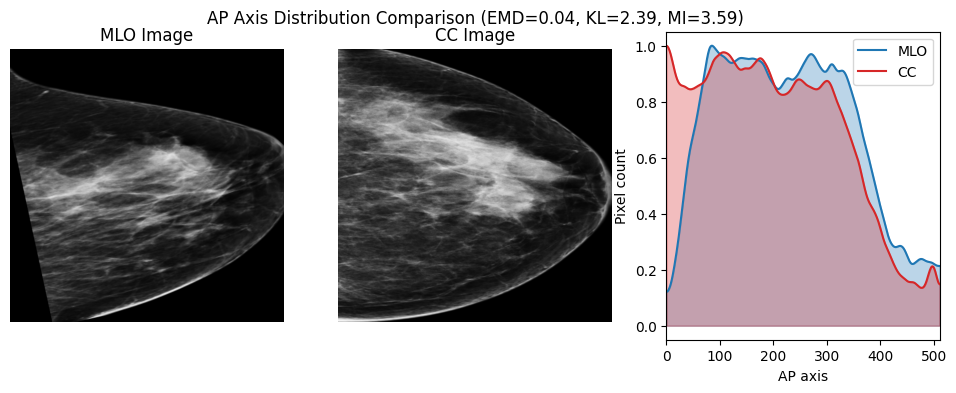 AP Axis Distribution Comparison (EMD=0.04, KL=2.39, MI=3.59)
MLO Image
CC Image
MLO
CC
Pixel count
1.0
0.8
0.6
0.4
0.2
0.0
0 100 200 300 400 500
AP axis